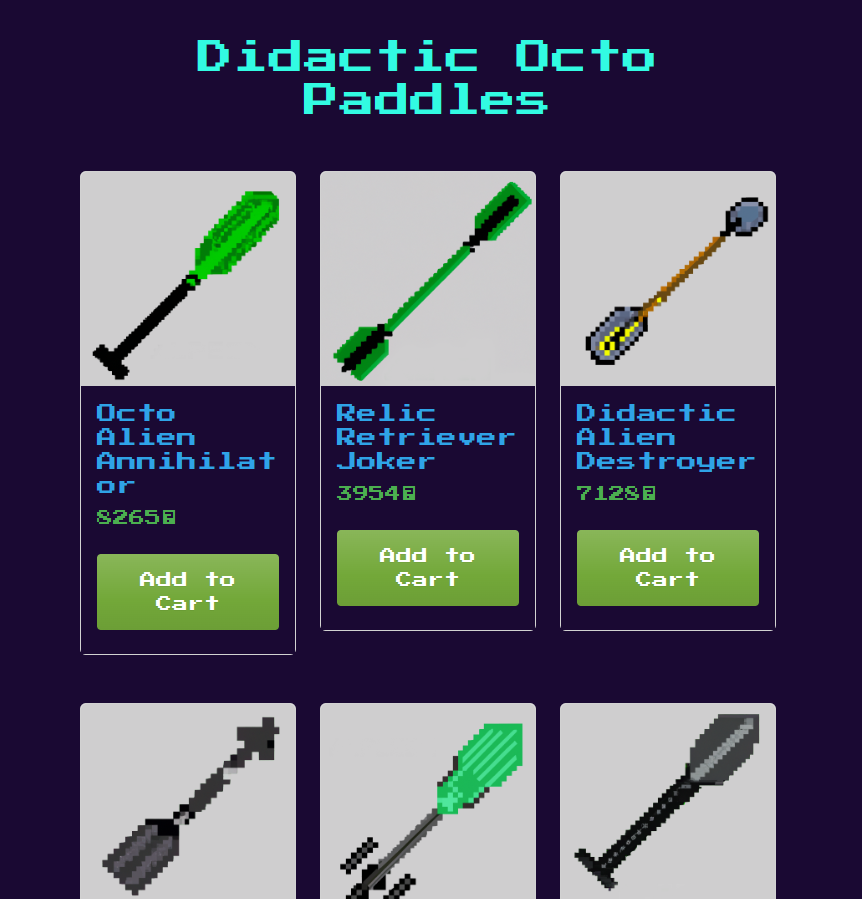 Didactic Octo
Paddles
Octo
Alien
Annihilat
or
8265
Add to
Cart
Relic
Retriever
Joker
3954
Add to
Cart
Didactic
Alien
Destroyer
7128
Add to
Cart